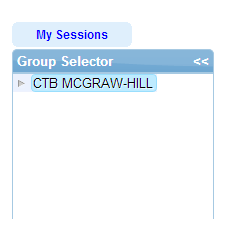 My Sessions
Group Selector <<
CTB MCGRAW-HILL